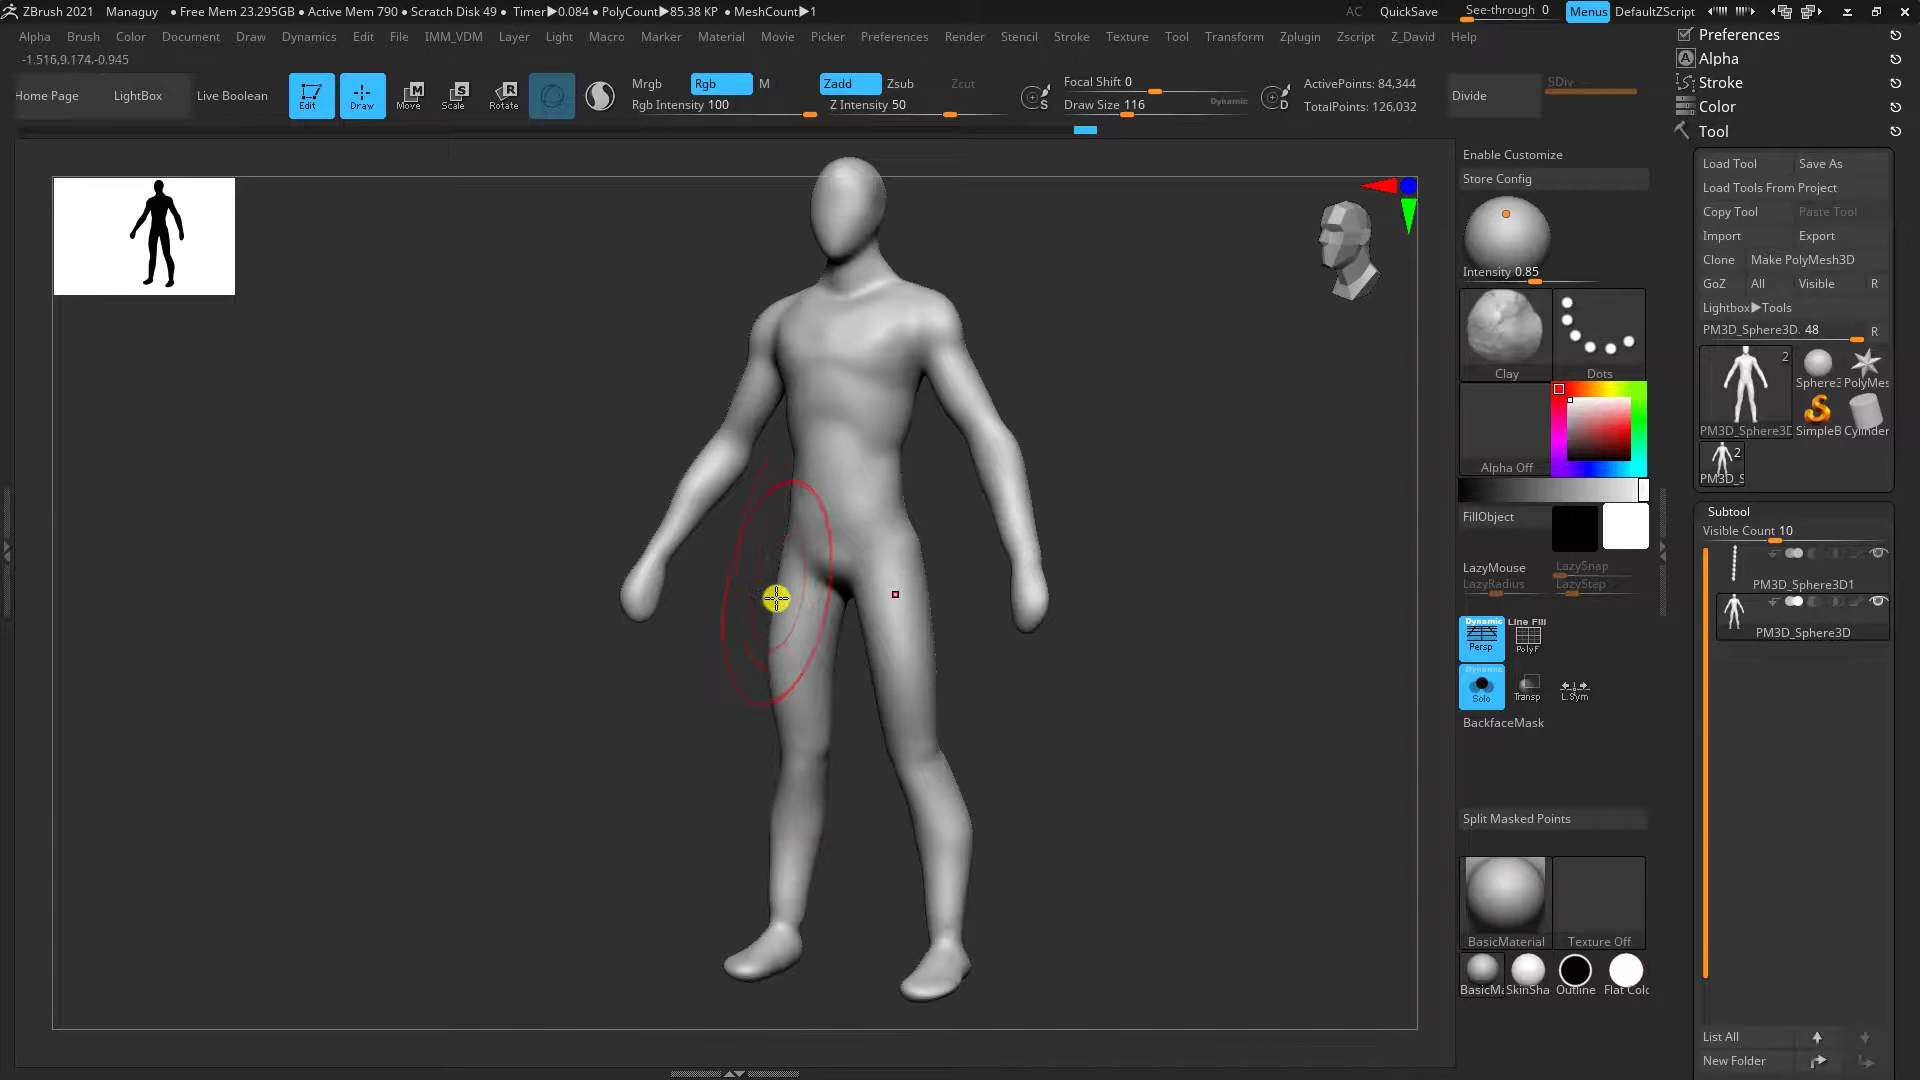 ZBrush 2021 Managuy ● Free Mem 23.295GB ● Active Mem 790 ● Scratch Disk 49 ● Timer▶0.084 ● PolyCount▶85.38 KP ● MeshCount▶1 AC QuickSave See-through 0 Menus DefaultZScript
Alpha Brush Color Document Draw Dynamics Edit File IMM_VDM Layer Light Macro Marker Material Movie Picker Preferences Render Stencil Stroke Texture Tool Transform Zplugin Zscript Z_David Help
-1.516,9.174,-0.945
Home Page LightBox Live Boolean Edit Draw Move Scale Rotate
Mrgb Rgb M Zadd Zsub Zcut
Rgb Intensity 100 Z Intensity 50
S
Focal Shift 0
Draw Size 116 Dynamic
D
ActivePoints: 84,344
TotalPoints: 126,032
Divide SDiv
Enable Customize
Store Config
Intensity 0.85
Clay Dots
Alpha Off
FillObject
LazyMouse LazySnap
LazyRadius LazyStep
Dynamic
Persp
Line Fill
PolyF
Dynamic
Solo
Transp
L.Sym
BackfaceMask
Split Masked Points
BasicMaterial Texture Off
BasicMa SkinSha Outline Flat Colo
Preferences
Alpha
Stroke
Color
Tool
Load Tool Save As
Load Tools From Project
Copy Tool Paste Tool
Import Export
Clone Make PolyMesh3D
GoZ All Visible R
Lightbox▶Tools
PM3D_Sphere3D. 48 R
2
Sphere3 PolyMes
PM3D_Sphere3D SimpleB Cylinder
2
PM3D_S
Subtool
Visible Count 10
PM3D_Sphere3D1
PM3D_Sphere3D
List All
New Folder